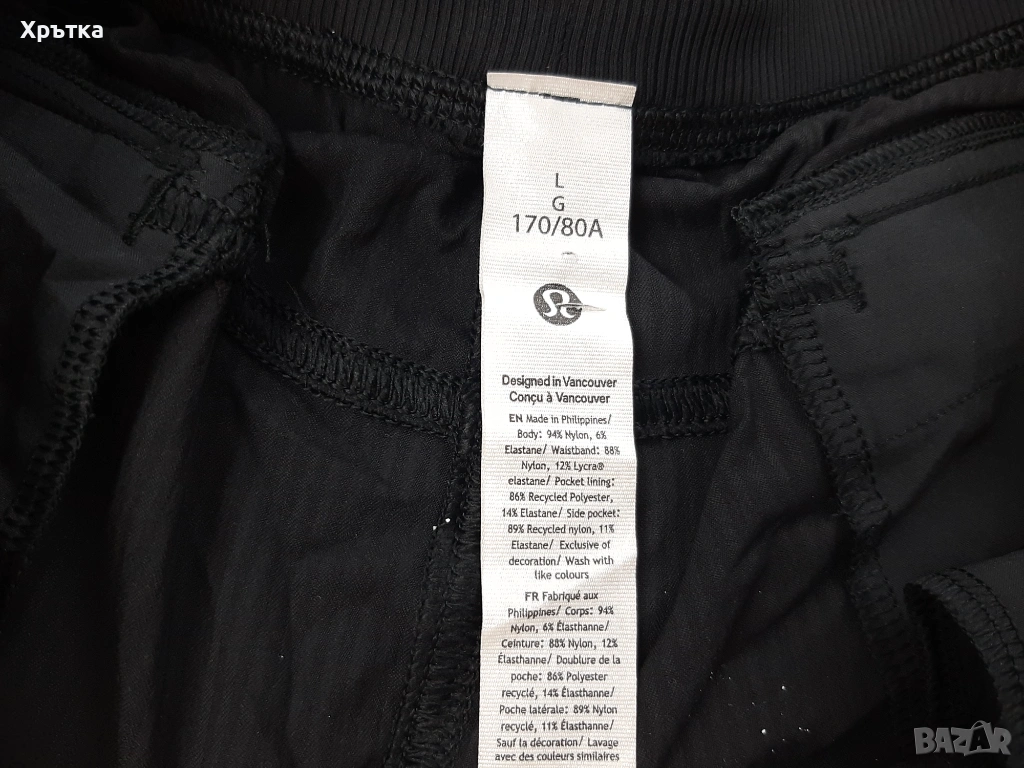 Хрътка
L
G
170/80A
Designed in Vancouver
Conçu à Vancouver
EN Made in Philippines/
Body: 94% Nylon, 6%
Elastane/ Waistband: 88%
Nylon, 12% Lycra®
elastane/ Pocket lining:
86% Recycled Polyester,
14% Elastane/ Side pocket:
89% Recycled nylon, 11%
Elastane/ Exclusive of
decoration/ Wash with
like colours
FR Fabriqué aux
Philippines/ Corps: 94%
Nylon, 6% Élasthanne/
Ceinture: 88% Nylon, 12%
Élasthanne/ Doublure de la
poche: 86% Polyester
recyclé, 14% Élasthanne/
Poche latérale: 89% Nylon
recyclé, 11% Élasthanne/
Sauf la décoration/ Lavage
avec des couleurs similaires
BAZAR